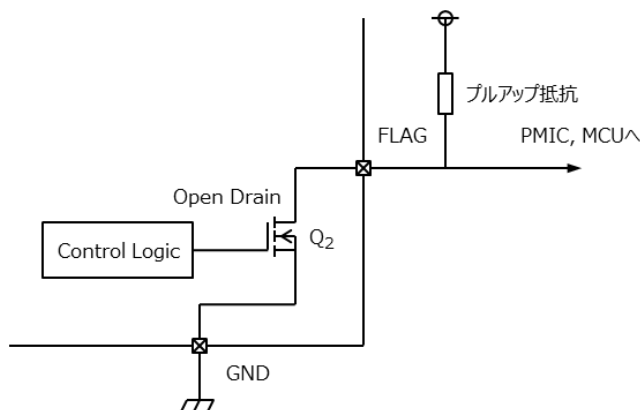 プルアップ抵抗
FLAG
PMIC, MCUへ
Open Drain
Control Logic
Q2
GND